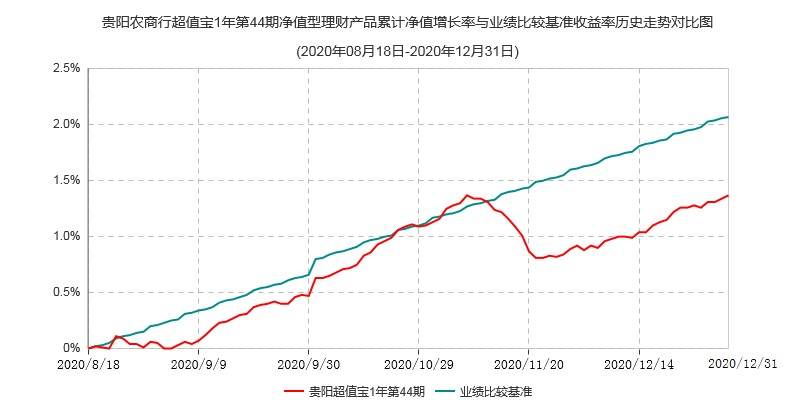 贵阳农商行超值宝1年第44期净值型理财产品累计净值增长率与业绩比较基准收益率历史走势对比图
(2020年08月18日-2020年12月31日)
2.5%
2.0%
1.5%
1.0%
0.5%
0%
2020/8/18 2020/9/9 2020/9/30 2020/10/29 2020/11/20 2020/12/14 2020/12/31
贵阳超值宝1年第44期 业绩比较基准